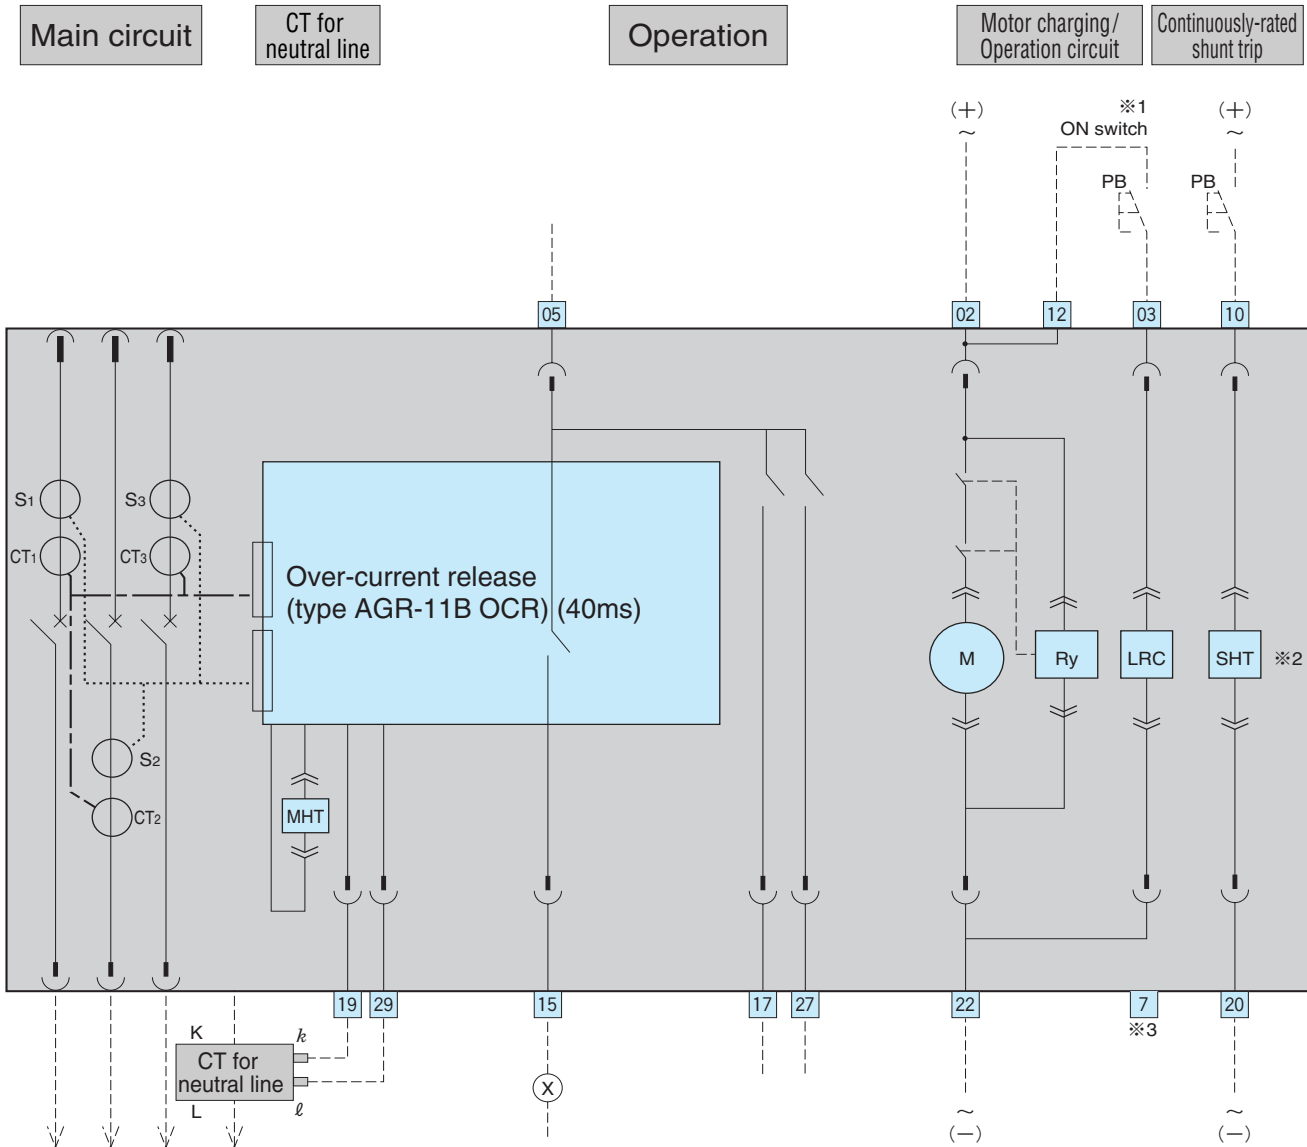 Main circuit
CT for
neutral line
Operation
Motor charging/
Operation circuit
Continuously-rated
shunt trip
(+)
~
※1
ON switch
(+)
~
PB
PB
05
02
12
03
10
S1
S3
CT1
CT3
Over-current release
(type AGR-11B OCR) (40ms)
M
Ry
LRC
SHT
※2
S2
CT2
MHT
19
29
15
17
27
22
7
20
※3
K
k
CT for
neutral line
L
ℓ
X
~
(−)
~
(−)